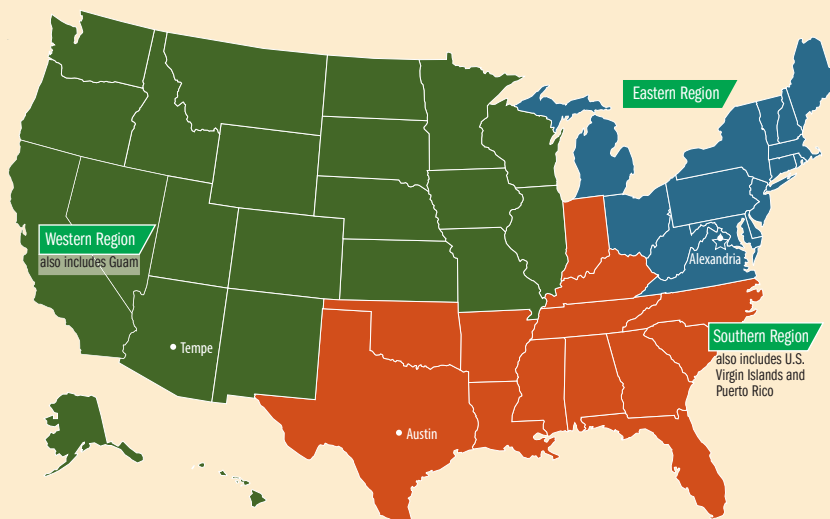 Eastern Region
Western Region
also includes Guam
Alexandria
Tempe
Southern Region
also includes U.S.
Virgin Islands and
Puerto Rico
Austin